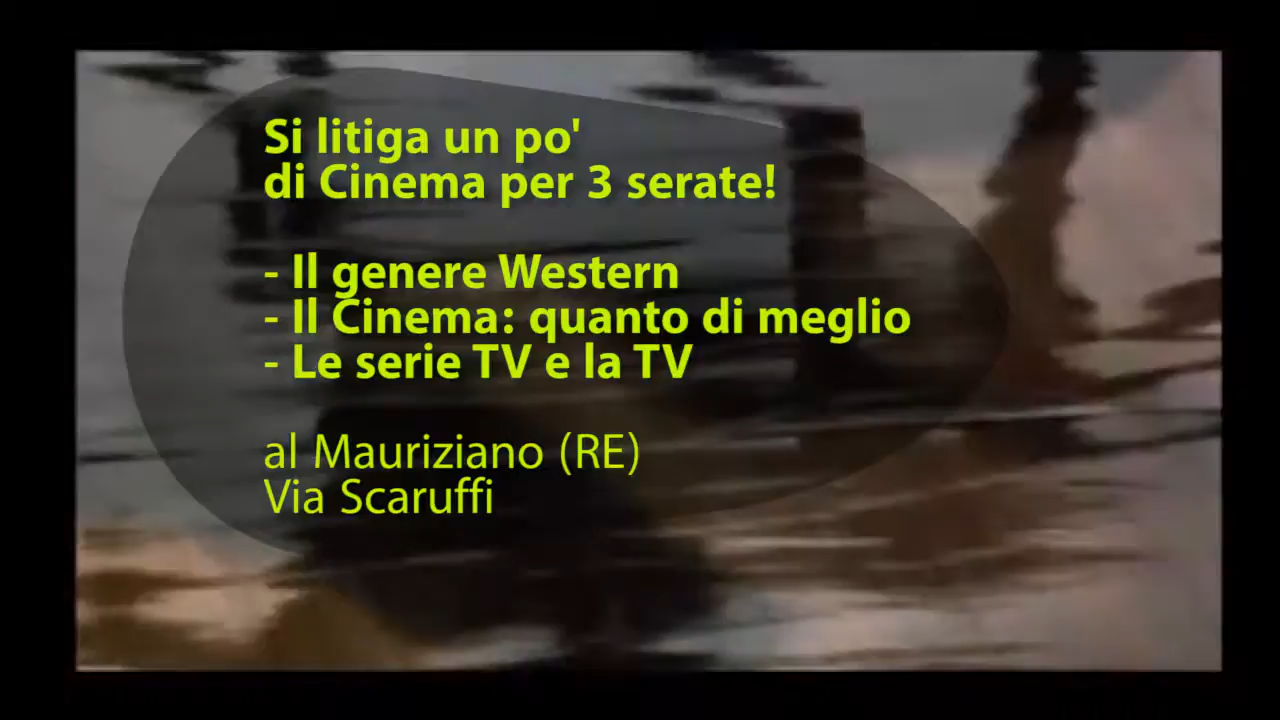 Si litiga un po'
di Cinema per 3 serate!
- Il genere Western
- Il Cinema: quanto di meglio
- Le serie TV e la TV
al Mauriziano (RE)
Via Scaruffi